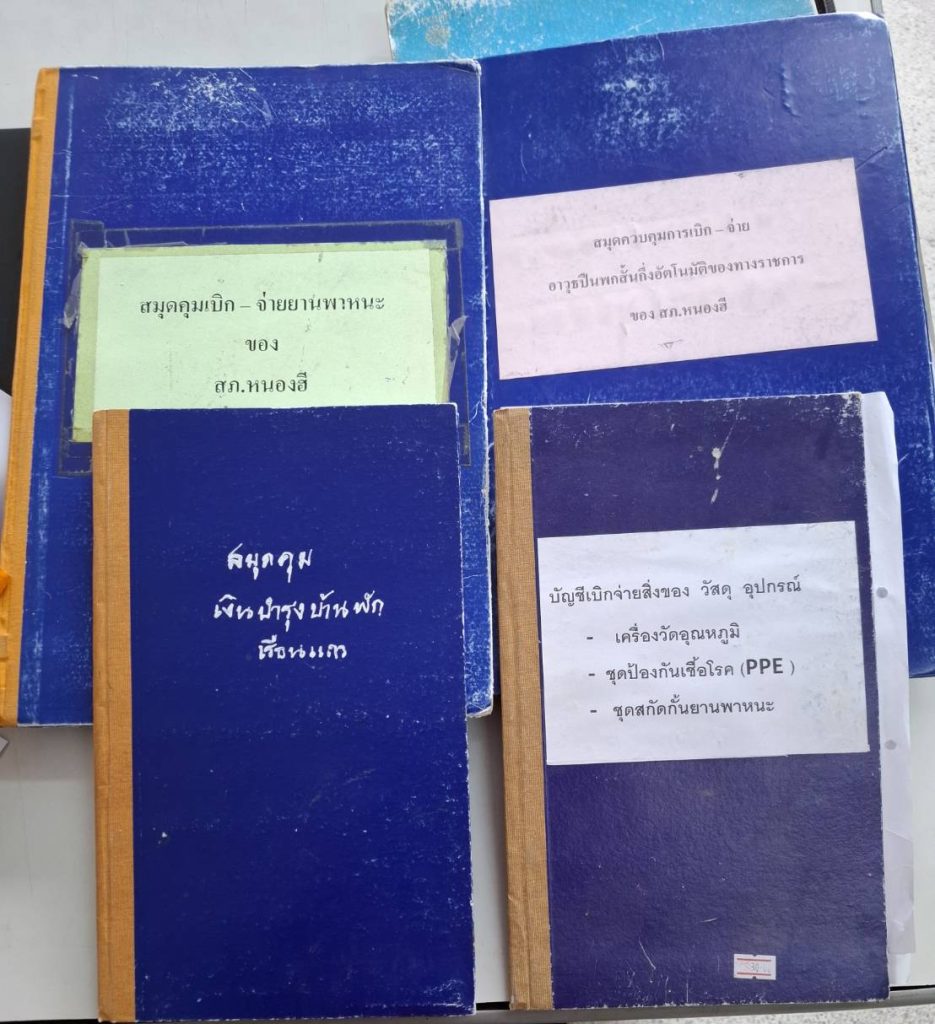 สมุดคุมเบิก – จ่ายยานพาหนะ
ของ
สภ.หนองฮี
สมุดควบคุมการเบิก – จ่าย
อาวุธปืนพกสั้นกึ่งอัตโนมัติของทางราชการ
ของ สภ.หนองฮี
สมุดคุม
เงินบำรุงบ้านพัก
เรือนแถว
บัญชีเบิกจ่ายสิ่งของ วัสดุ อุปกรณ์
- เครื่องวัดอุณหภูมิ
- ชุดป้องกันเชื้อโรค (PPE )
- ชุดสกัดกั้นยานพาหนะ